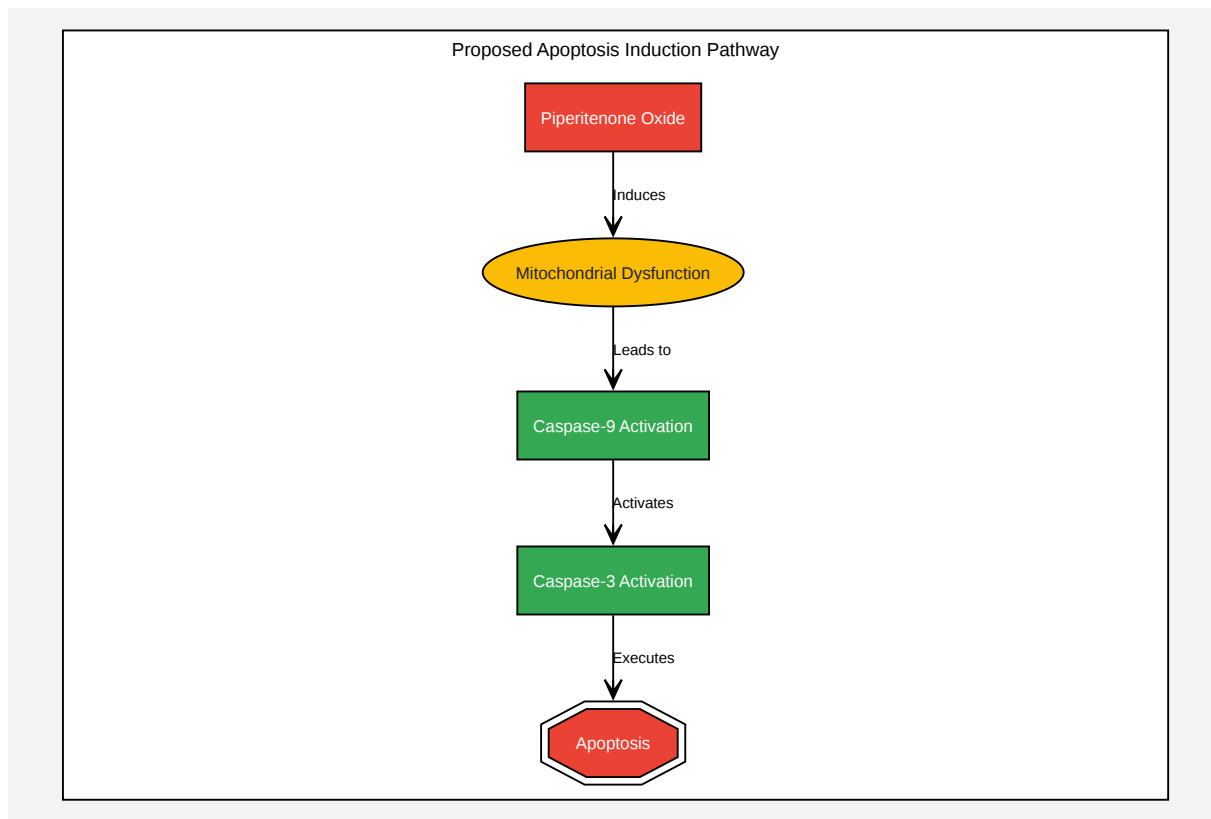 Proposed Apoptosis Induction Pathway
Piperitenone Oxide
Induces
Mitochondrial Dysfunction
Leads to
Caspase-9 Activation
Activates
Caspase-3 Activation
Executes
Apoptosis